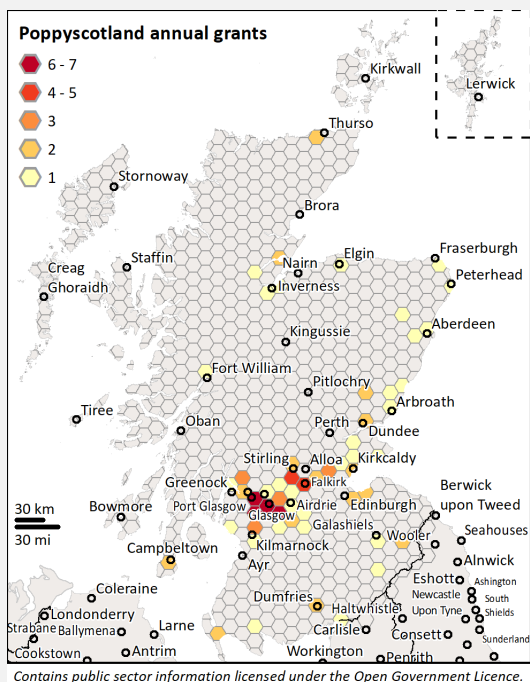 Poppyscotland annual grants
6 - 7
4 - 5
3
2
1
Kirkwall
Lerwick
Thurso
Stornoway
Brora
Staffin
Nairn
Elgin
Fraserburgh
Creag
Ghoraidh
Inverness
Peterhead
Kingussie
Aberdeen
Fort William
Pitlochry
Arbroath
Tiree
Oban
Perth
Dundee
Stirling
Alloa
Kirkcaldy
Greenock
Falkirk
Berwick
upon Tweed
30 km
30 mi
Bowmore
Port Glasgow
Glasgow
Airdrie
Edinburgh
Galashiels
Wooler
Seahouses
Campbeltown
Kilmarnock
Ayr
Alnwick
Coleraine
Dumfries
Haltwhistle
Eshott
Ashington
Newcastle
Upon Tyne
South
Shields
Londonderry
Strabane
Ballymena
Larne
Carlisle
Consett
Sunderland
Cookstown
Antrim
Workington
Penrith
Contains public sector information licensed under the Open Government Licence.